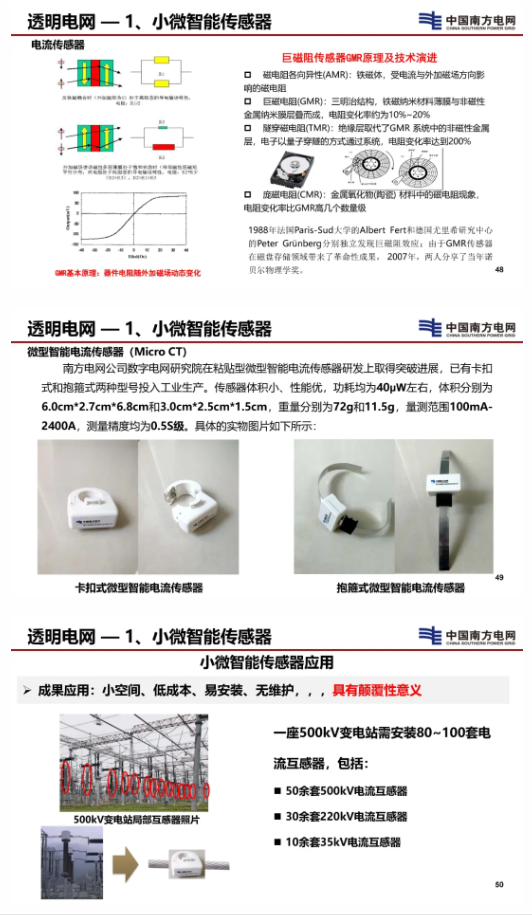 透明电网 — 1、小微智能传感器
中国南方电网
CHINA SOUTHERN POWER GRID
电流传感器
巨磁阻传感器GMR原理及技术演进
磁电阻各向异性(AMR)：铁磁体，受电流与外加磁场方向影
响的磁电阻
巨磁电阻(GMR)：三明治结构，铁磁纳米材料薄膜与非磁性
金属纳米膜层叠而成，电阻变化率约为10%~20%
隧穿磁电阻(TMR)：绝缘层取代了GMR 系统中的非磁性金属
层，电子以量子穿隧的方式通过系统，电阻变化率达到200%
庞磁电阻(CMR)：金属氧化物(陶瓷) 材料中的磁电阻现象，
电阻变化率比GMR高几个数量级
1988年法国Paris-Sud大学的Albert Fert和德国尤里希研究中心
的Peter Grünberg分别独立发现巨磁阻效应；由于GMR传感器
在磁盘存储领域带来了革命性成果， 2007年，两人分享了当年诺
贝尔物理学奖。
GMR基本原理：器件电阻随外加磁场动态变化
48
透明电网 — 1、小微智能传感器
中国南方电网
CHINA SOUTHERN POWER GRID
微型智能电流传感器（Micro CT）
南方电网公司数字电网研究院在粘贴型微型智能电流传感器研发上取得突破进展，已有卡扣
式和抱箍式两种型号投入工业生产。传感器体积小、性能优，功耗均为40μW左右，体积分别为
6.0cm*2.7cm*6.8cm和3.0cm*2.5cm*1.5cm，重量分别为72g和11.5g，量测范围100mA-
2400A，测量精度均为0.5S级。具体的实物图片如下所示：
卡扣式微型智能电流传感器
抱箍式微型智能电流传感器
49
透明电网 — 1、小微智能传感器
中国南方电网
CHINA SOUTHERN POWER GRID
小微智能传感器应用
成果应用：小空间、低成本、易安装、无维护，，，具有颠覆性意义
一座500kV变电站需安装80~100套电
流互感器，包括：
50余套500kV电流互感器
30余套220kV电流互感器
10余套35kV电流互感器
500kV变电站局部互感器照片
50